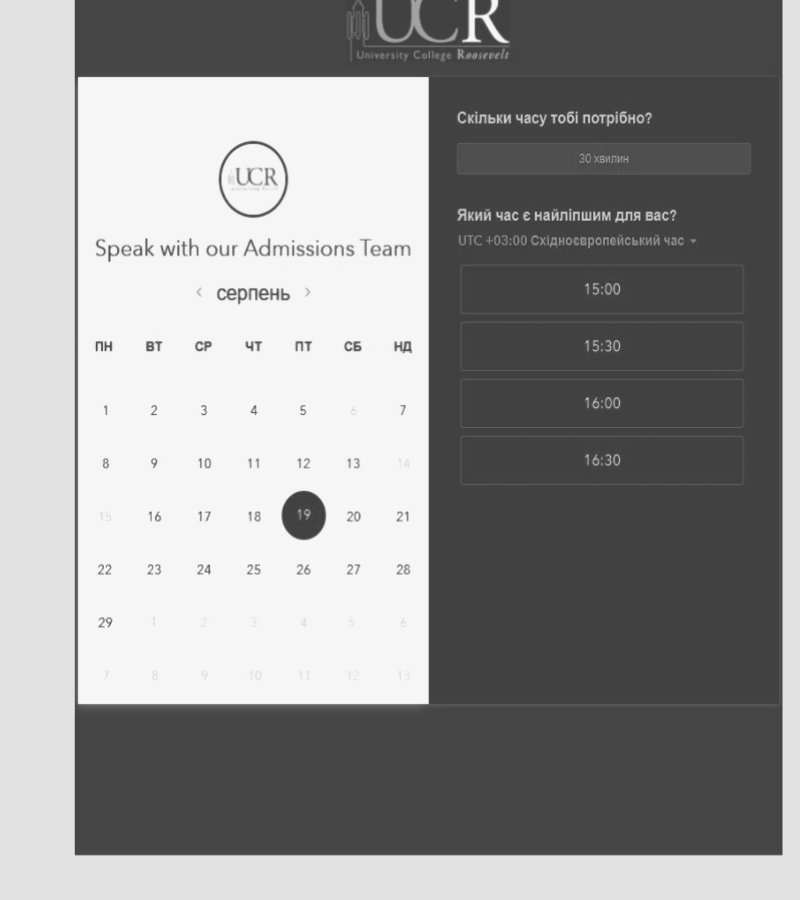 UCR
University College Roosevelt
UCR
Speak with our Admissions Team
серпень
ПН ВТ СР ЧТ ПТ СБ НД
1 2 3 4 5 6 7
8 9 10 11 12 13 14
15 16 17 18 19 20 21
22 23 24 25 26 27 28
29 1 2 3 4 5 6
7 8 9 10 11 12 13
Скільки часу тобі потрібно?
30 хвилин
Який час є найліпшим для вас?
UTC +03:00 Східноєвропейський час
15:00
15:30
16:00
16:30